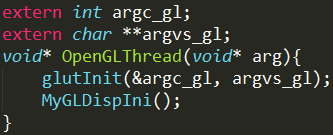 extern int argc_gl;
extern char **argvs_gl;
void* OpenGLThread(void* arg){
    glutInit(&argc_gl, argvs_gl);
    MyGLDispIni();
}